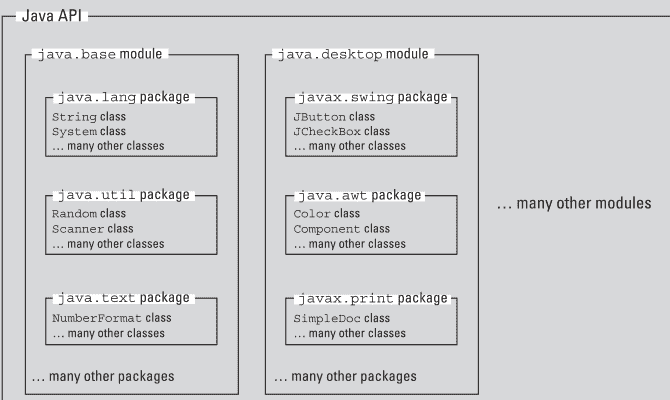 Java API
java.base module
java.lang package
String class
System class
... many other classes
java.util package
Random class
Scanner class
... many other classes
java.text package
NumberFormat class
... many other classes
... many other packages
java.desktop module
javax.swing package
JButton class
JCheckBox class
... many other classes
java.awt package
Color class
Component class
... many other classes
javax.print package
SimpleDoc class
... many other classes
... many other packages
... many other modules